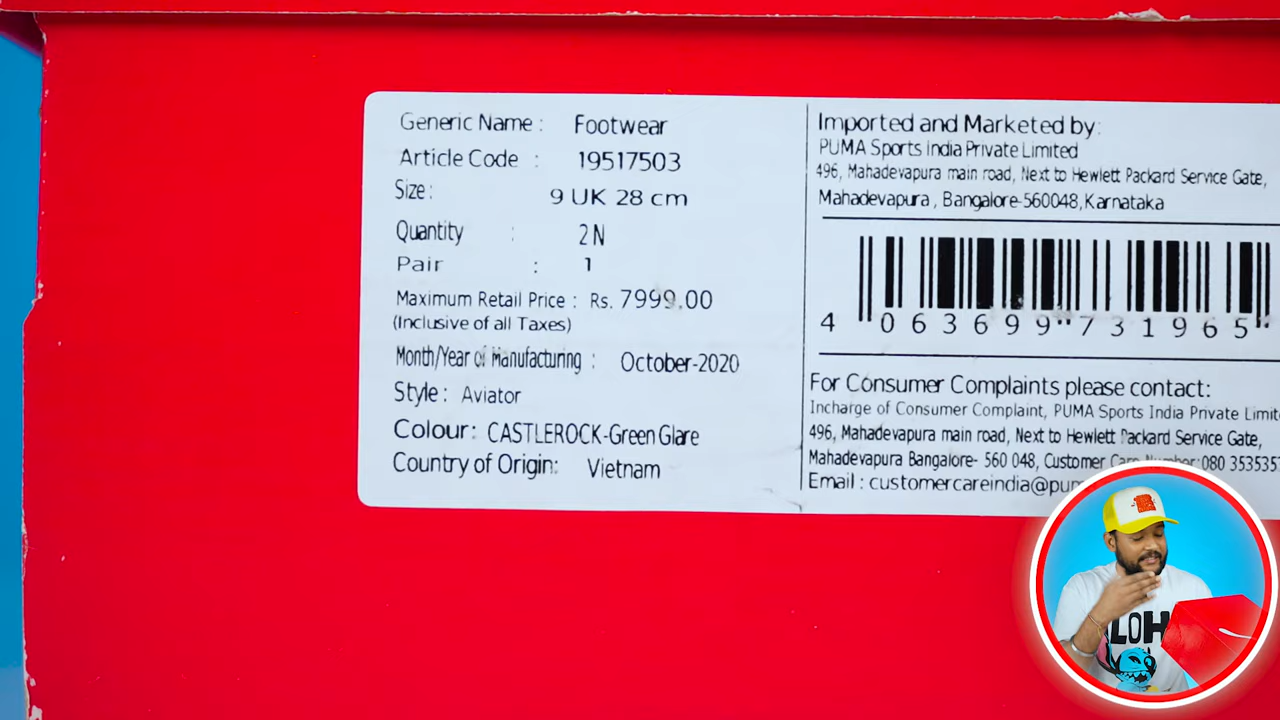 Generic Name : Footwear
Article Code : 19517503
Size : 9 UK 28 cm
Quantity : 2 N
Pair : 1
Maximum Retail Price : Rs. 7999.00
(Inclusive of all Taxes)
Month/Year of Manufacturing : October-2020
Style : Aviator
Colour: CASTLEROCK-Green Glare
Country of Origin: Vietnam
Imported and Marketed by:
PUMA Sports India Private Limited
496, Mahadevapura main road, Next to Hewlett Packard Service Gate,
Mahadevapura , Bangalore-560048,Karnataka
4 063699 731965
For Consumer Complaints please contact:
Incharge of Consumer Complaint, PUMA Sports India Private
496, Mahadevapura main road, Next to Hewlett Packard Service Gate,
Mahadevapura Bangalore- 560 048, Customer Care Number:080
Email : customercareindia@pum
LOH